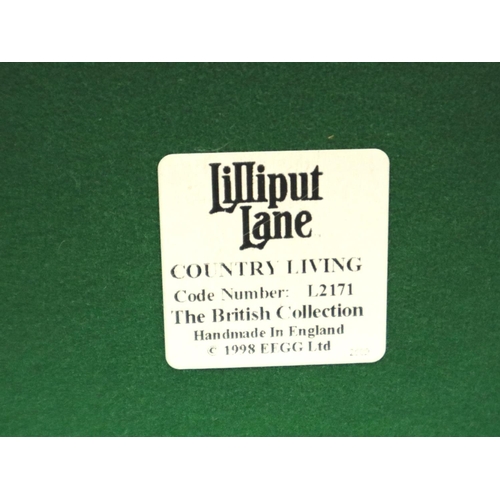 Lilliput
Lane
COUNTRY LIVING
Code Number: L2171
The British Collection
Handmade In England
© 1998 EFGG Ltd